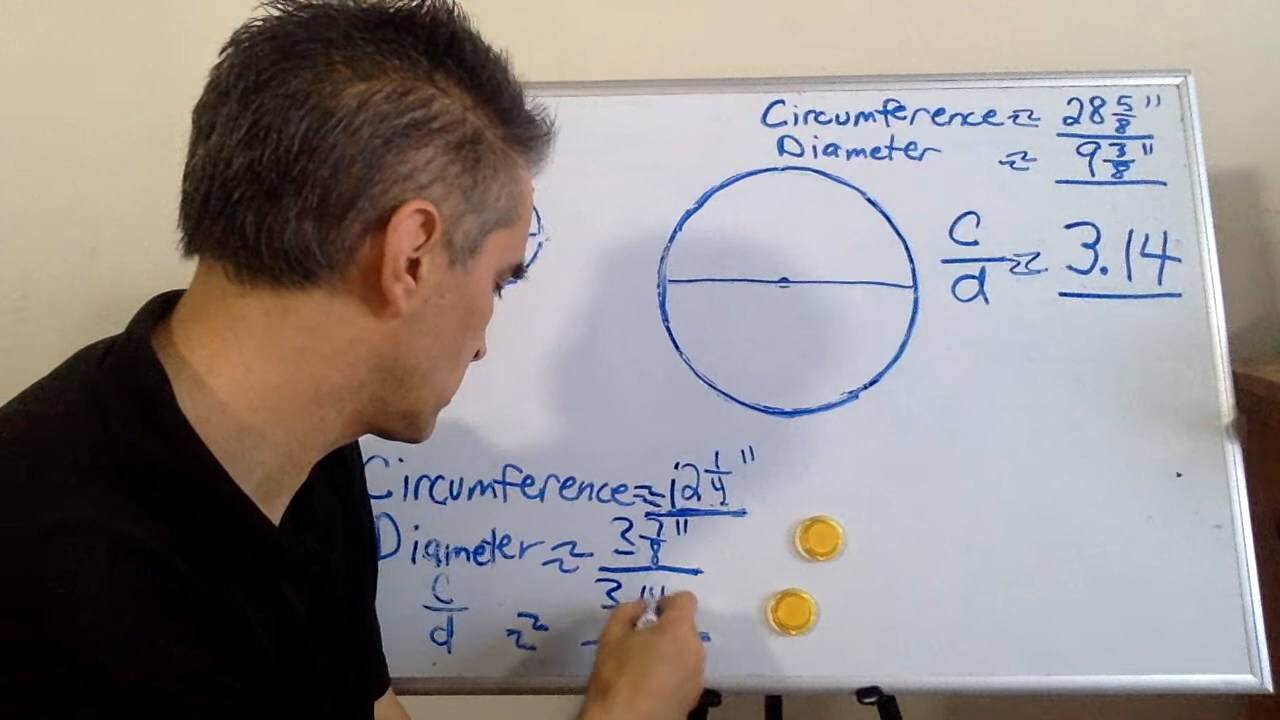 Circumference ≈ 28 5/8"
Diameter ≈ 9 3/8"
c/d ≈ 3.14
Circumference ≈ 12 1/4"
Diameter ≈ 3 7/8"
c/d ≈ 3.14